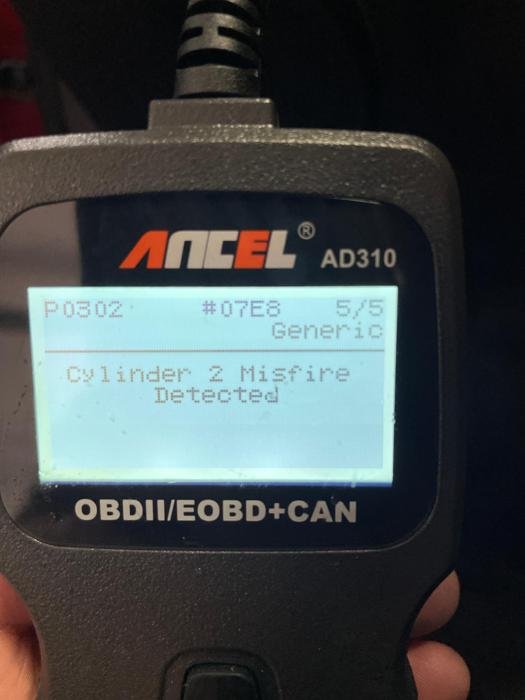 ANCEL® AD310
P0302 #07E8 5/5
Generic
Cylinder 2 Misfire
Detected
OBDII/EOBD+CAN